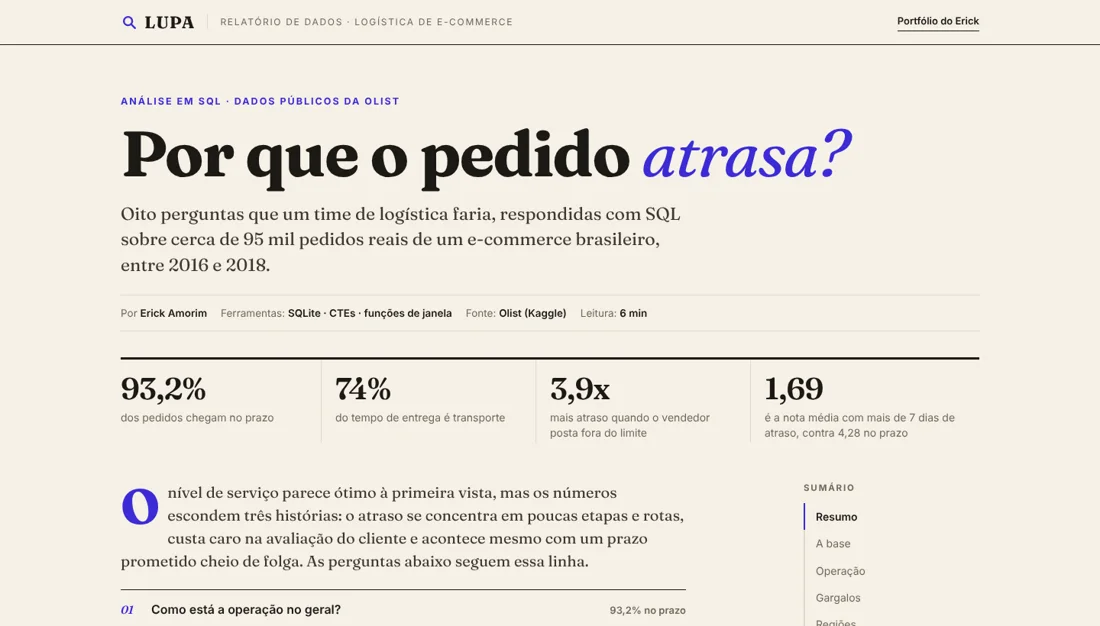 LUPA
RELATÓRIO DE DADOS · LOGÍSTICA DE E-COMMERCE
Portfólio do Erick
ANÁLISE EM SQL · DADOS PÚBLICOS DA OLIST
Por que o pedido atrasa?
Oito perguntas que um time de logística faria, respondidas com SQL
sobre cerca de 95 mil pedidos reais de um e-commerce brasileiro,
entre 2016 e 2018.
Por Erick Amorim Ferramentas: SQLite · CTEs · funções de janela Fonte: Olist (Kaggle) Leitura: 6 min
93,2%
dos pedidos chegam no prazo
74%
do tempo de entrega é transporte
3,9x
mais atraso quando o vendedor
posta fora do limite
1,69
é a nota média com mais de 7 dias de
atraso, contra 4,28 no prazo
O nível de serviço parece ótimo à primeira vista, mas os números
escondem três histórias: o atraso se concentra em poucas etapas e rotas,
custa caro na avaliação do cliente e acontece mesmo com um prazo
prometido cheio de folga. As perguntas abaixo seguem essa linha.
01 Como está a operação no geral? 93,2% no prazo
SUMÁRIO
Resumo
A base
Operação
Gargalos
Regiões